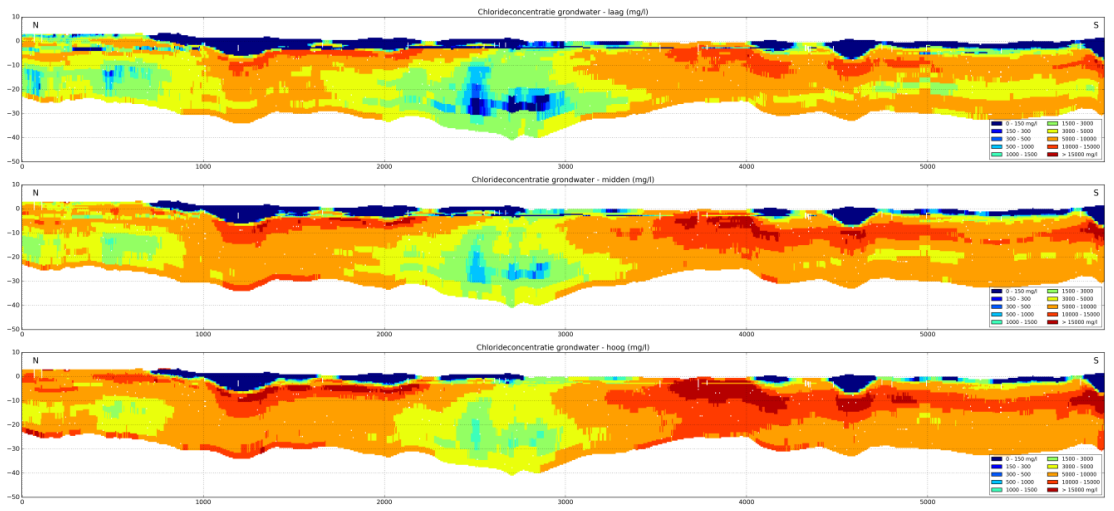 Chlorideconcentratie grondwater - laag (mg/l)
N
S
10
0
−10
−20
−30
−40
−50
0 - 150 mg/l
150 - 300
300 - 500
500 - 1000
1000 - 1500
1500 - 3000
3000 - 5000
5000 - 10000
10000 - 15000
> 15000 mg/l
0 1000 2000 3000 4000 5000
Chlorideconcentratie grondwater - midden (mg/l)
N
S
10
0
−10
−20
−30
−40
−50
0 - 150 mg/l
150 - 300
300 - 500
500 - 1000
1000 - 1500
1500 - 3000
3000 - 5000
5000 - 10000
10000 - 15000
> 15000 mg/l
0 1000 2000 3000 4000 5000
Chlorideconcentratie grondwater - hoog (mg/l)
N
S
10
0
−10
−20
−30
−40
−50
0 - 150 mg/l
150 - 300
300 - 500
500 - 1000
1000 - 1500
1500 - 3000
3000 - 5000
5000 - 10000
10000 - 15000
> 15000 mg/l
0 1000 2000 3000 4000 5000